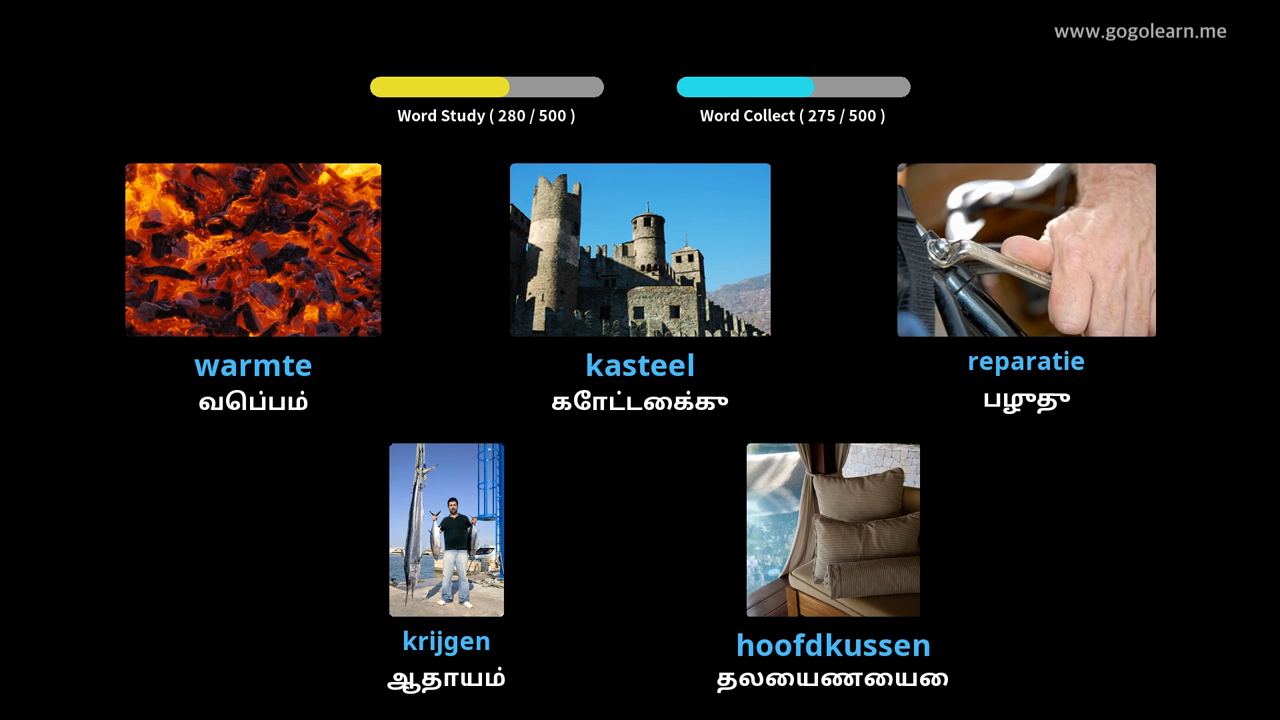 www.gogolearn.me
Word Study ( 280 / 500 )
Word Collect ( 275 / 500 )
warmte
வெப்பம்
kasteel
கோட்டைக்கு
reparatie
பழுது
krijgen
ஆதாயம்
hoofdkussen
தலையணையை